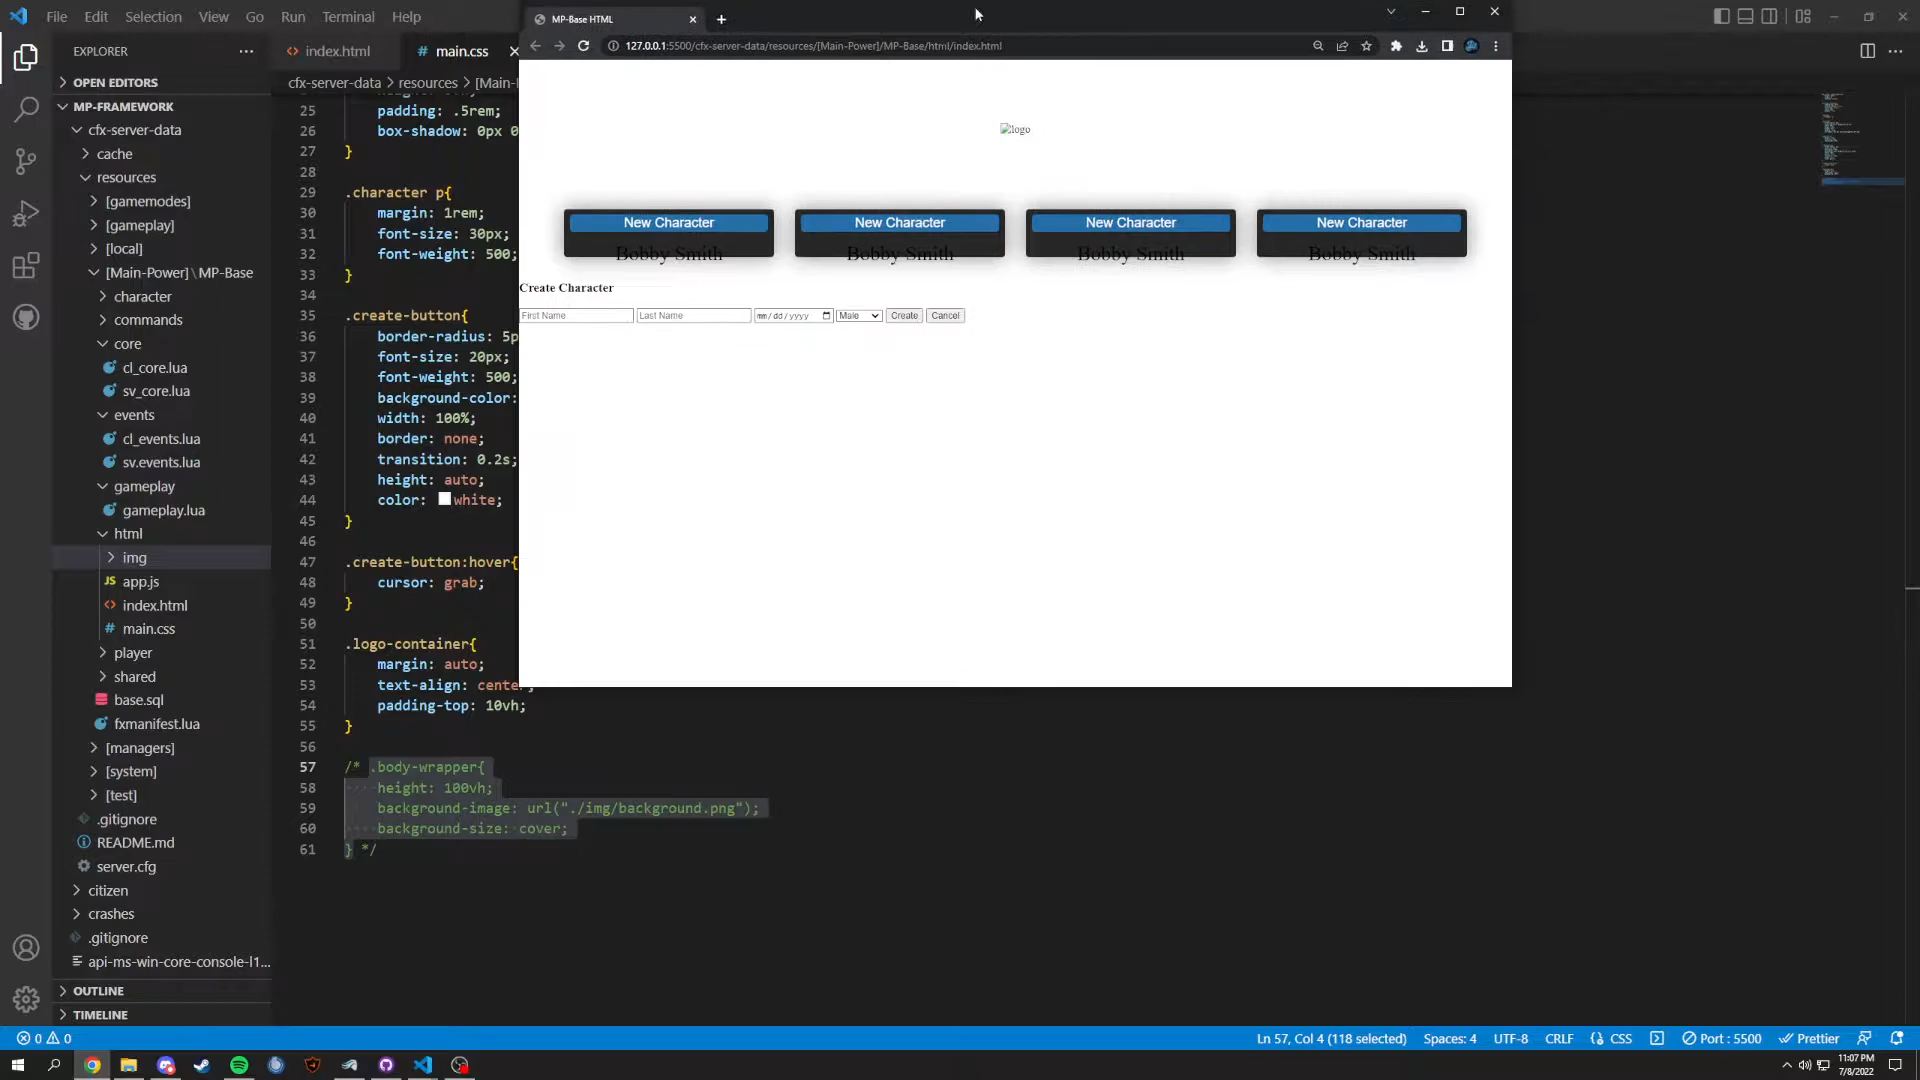 File Edit Selection View Go Run Terminal Help
MP-Base HTML
127.0.0.1:5500/cfx-server-data/resources/[Main-Power]/MP-Base/html/index.html
EXPLORER
OPEN EDITORS
MP-FRAMEWORK
cfx-server-data
cache
resources
[gamemodes]
[gameplay]
[local]
[Main-Power] \ MP-Base
character
commands
core
cl_core.lua
sv_core.lua
events
cl_events.lua
sv.events.lua
gameplay
gameplay.lua
html
img
JS app.js
<> index.html
# main.css
player
shared
base.sql
fxmanifest.lua
[managers]
[system]
[test]
.gitignore
README.md
server.cfg
citizen
crashes
.gitignore
api-ms-win-core-console-l1...
OUTLINE
TIMELINE
<> index.html # main.css
cfx-server-data > resources > [Main-
25 padding: .5rem;
26 box-shadow: 0px 0
27 }
28
29 .character p{
30 margin: 1rem;
31 font-size: 30px;
32 font-weight: 500;
33 }
34
35 .create-button{
36 border-radius: 5p
37 font-size: 20px;
38 font-weight: 500;
39 background-color:
40 width: 100%;
41 border: none;
42 transition: 0.2s;
43 height: auto;
44 color: white;
45 }
46
47 .create-button:hover{
48 cursor: grab;
49 }
50
51 .logo-container{
52 margin: auto;
53 text-align: center;
54 padding-top: 10vh;
55 }
56
57 /* .body-wrapper{
58 height: 100vh;
59 background-image: url("./img/background.png");
60 background-size: cover;
61 } */
logo
New Character New Character New Character New Character
Bobby Smith Bobby Smith Bobby Smith Bobby Smith
Create Character
First Name Last Name mm/dd/yyyy Male Create Cancel
0 0 Ln 57, Col 4 (118 selected) Spaces: 4 UTF-8 CRLF {} CSS Port : 5500 Prettier
11:07 PM
7/8/2022